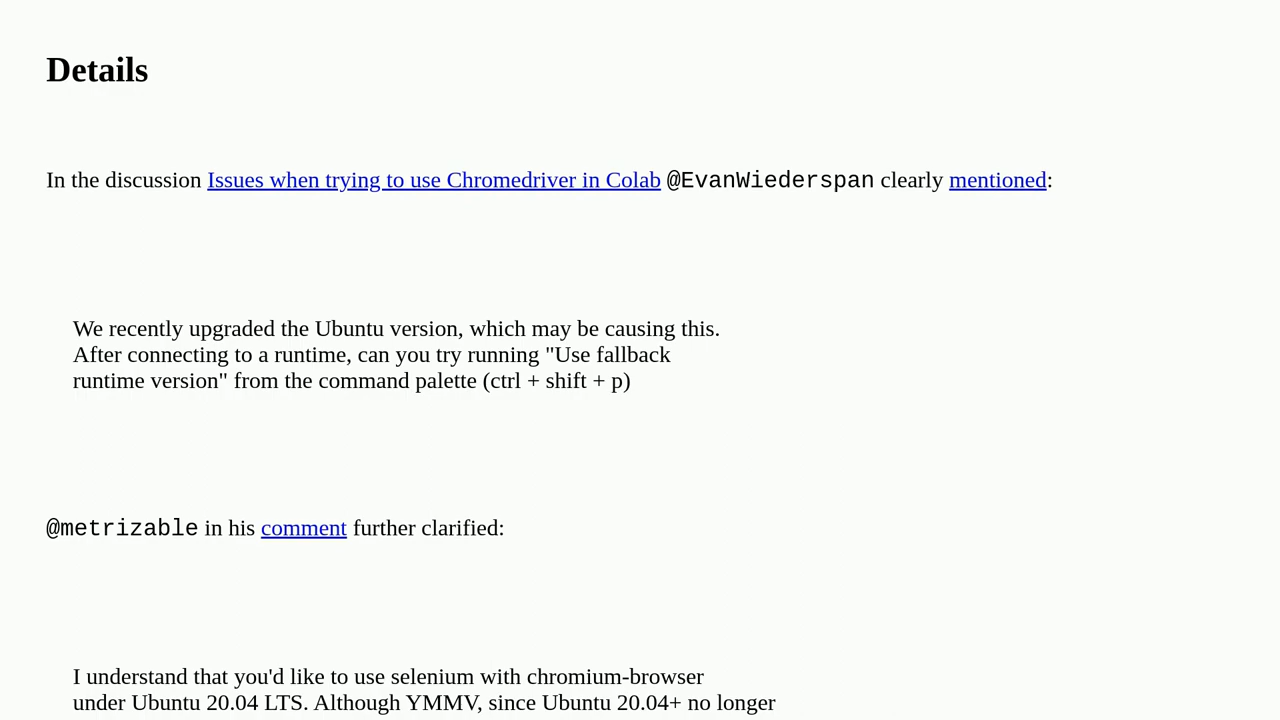 Details
In the discussion Issues when trying to use Chromedriver in Colab @EvanWiederspan clearly mentioned:
We recently upgraded the Ubuntu version, which may be causing this.
After connecting to a runtime, can you try running "Use fallback
runtime version" from the command palette (ctrl + shift + p)
@metrizable in his comment further clarified:
I understand that you'd like to use selenium with chromium-browser
under Ubuntu 20.04 LTS. Although YMMV, since Ubuntu 20.04+ no longer